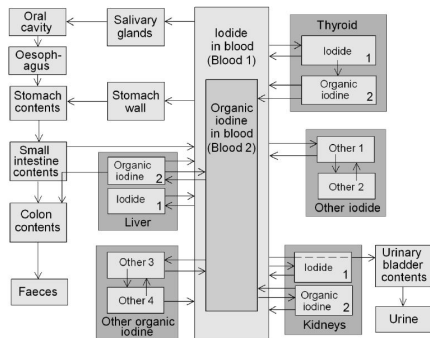 Oral
cavity
Salivary
glands
Iodide
in blood
(Blood 1)
Thyroid
Iodide
1
Organic
iodine
2
Oesoph-
agus
Stomach
contents
Stomach
wall
Organic
iodine
in blood
(Blood 2)
Small
intestine
contents
Organic
iodine
2
Iodide
1
Liver
Other 1
Other 2
Other iodide
Colon
contents
Other 3
Other 4
Other organic
iodine
Iodide
1
Organic
iodine
2
Kidneys
Urinary
bladder
contents
Faeces
Urine